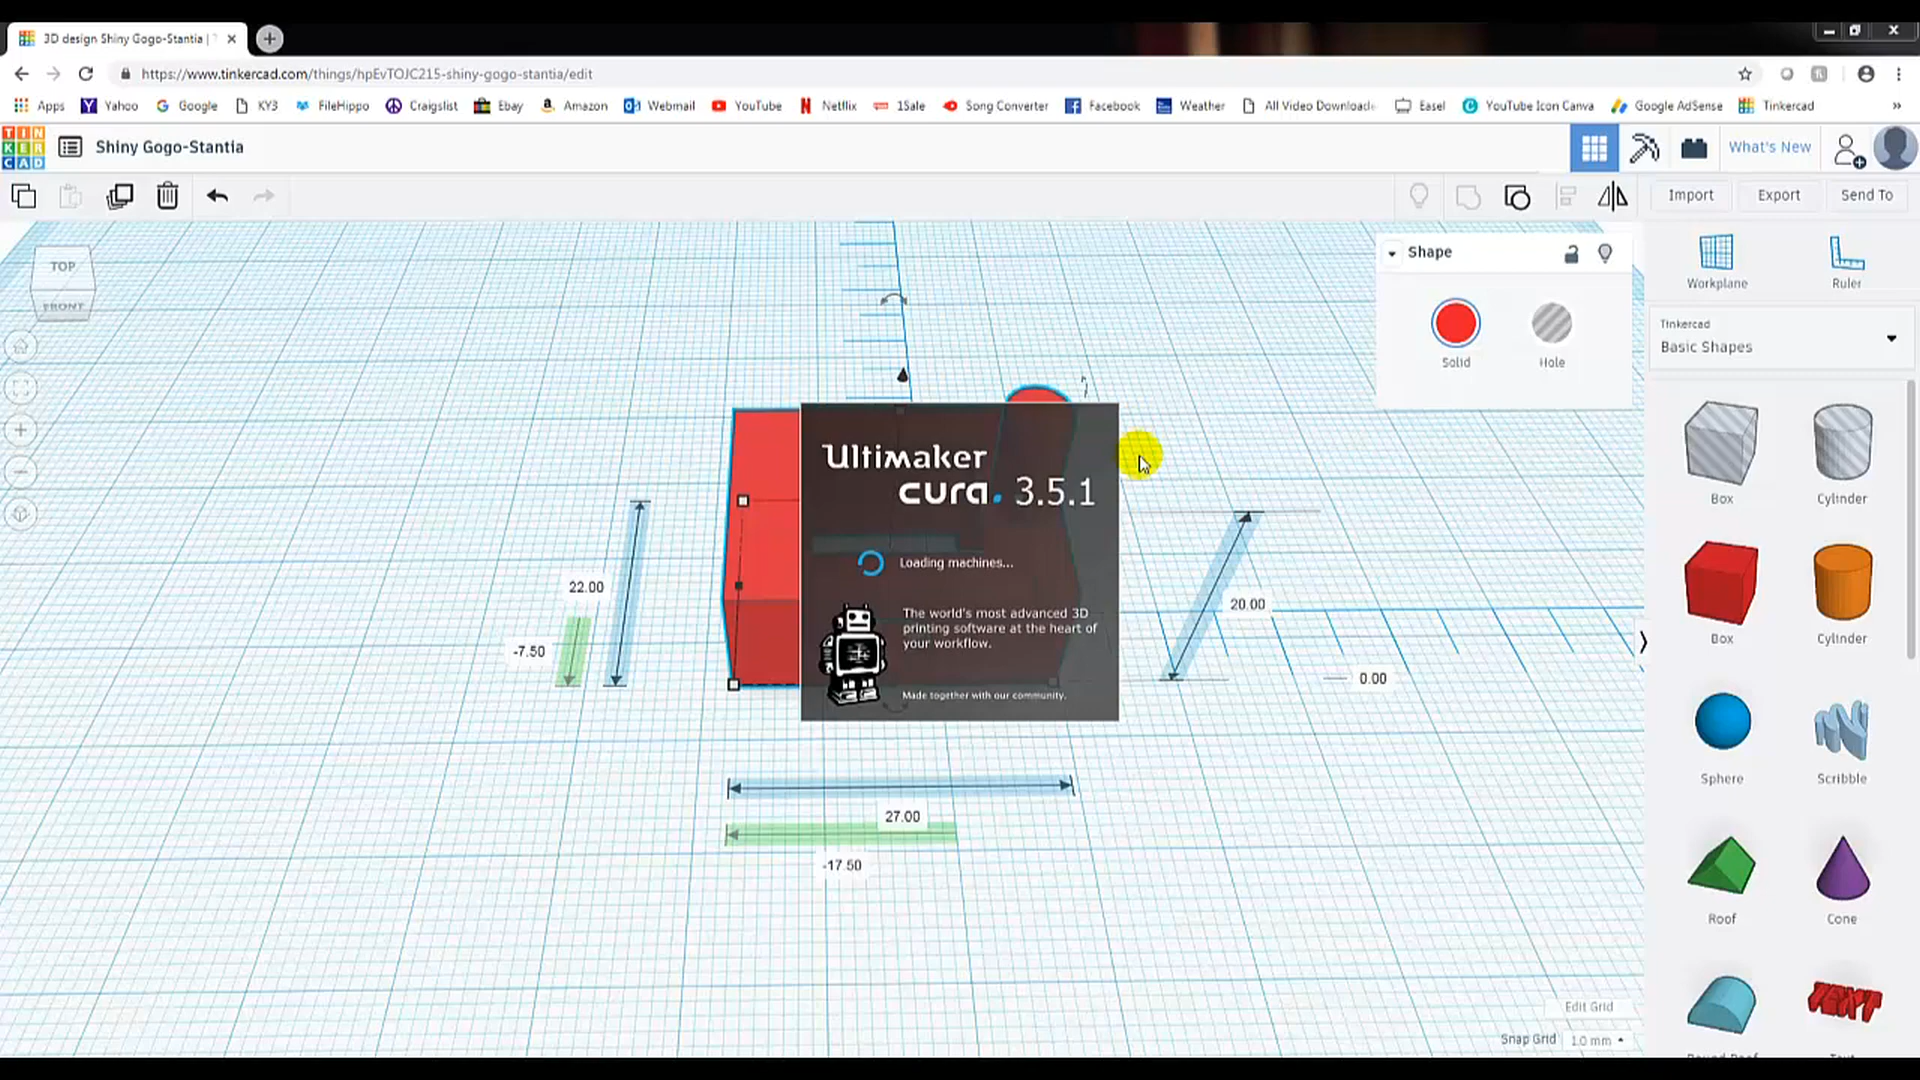 3D design Shiny Gogo-Stantia |
https://www.tinkercad.com/things/hpEvTOJC215-shiny-gogo-stantia/edit
Apps Yahoo Google KY3 FileHippo Craigslist Ebay Amazon Webmail YouTube Netflix 1Sale Song Converter Facebook Weather All Video Downloade Easel YouTube Icon Canva Google AdSense Tinkercad »
TIN
KER
CAD
Shiny Gogo-Stantia
What's New
Import Export Send To
TOP
FRONT
Shape
Solid Hole
Workplane Ruler
Tinkercad
Basic Shapes
Box Cylinder
Box Cylinder
Sphere Scribble
Roof Cone
TEXT
Ultimaker
cura. 3.5.1
Loading machines...
The world's most advanced 3D
printing software at the heart of
your workflow.
Made together with our community.
22.00
-7.50
20.00
0.00
27.00
-17.50
Edit Grid
Snap Grid 1.0 mm